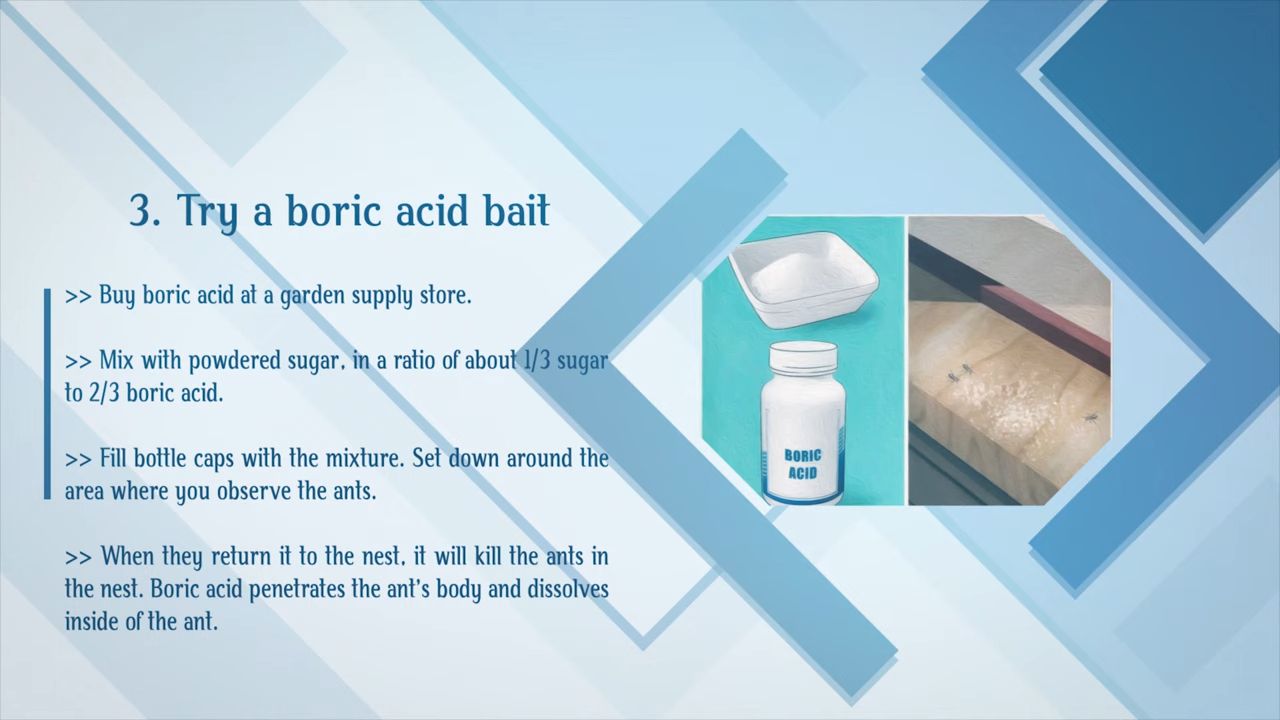 3. Try a boric acid bait
>> Buy boric acid at a garden supply store.
>> Mix with powdered sugar, in a ratio of about 1/3 sugar
to 2/3 boric acid.
>> Fill bottle caps with the mixture. Set down around the
area where you observe the ants.
>> When they return it to the nest, it will kill the ants in
the nest. Boric acid penetrates the ant's body and dissolves
inside of the ant.
BORIC
ACID